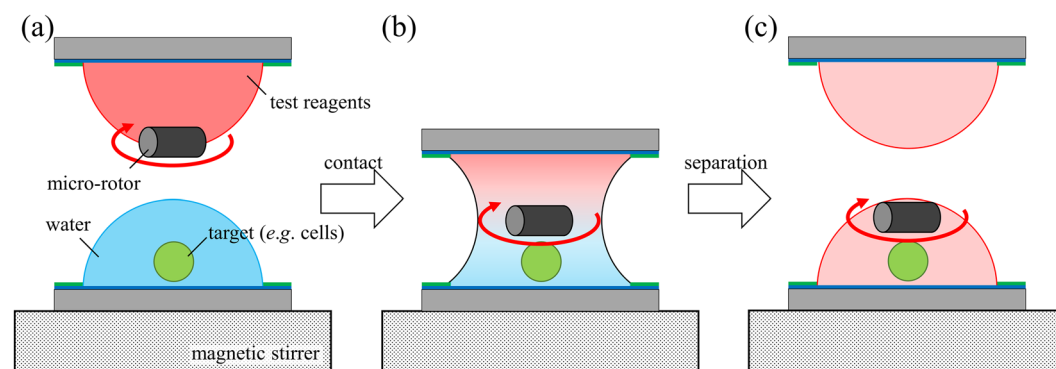 (a)
(b)
(c)
test reagents
micro-rotor
contact
separation
water
target (e.g. cells)
magnetic stirrer